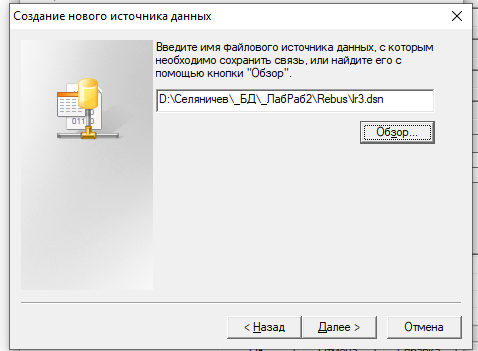 Создание нового источника данных
Введите имя файлового источника данных, с которым
необходимо сохранить связь, или найдите его с
помощью кнопки "Обзор".
D:\Селяничев\_БД\_ЛабРаб2\Rebus\lr3.dsn
Обзор...
< Назад
Далее >
Отмена